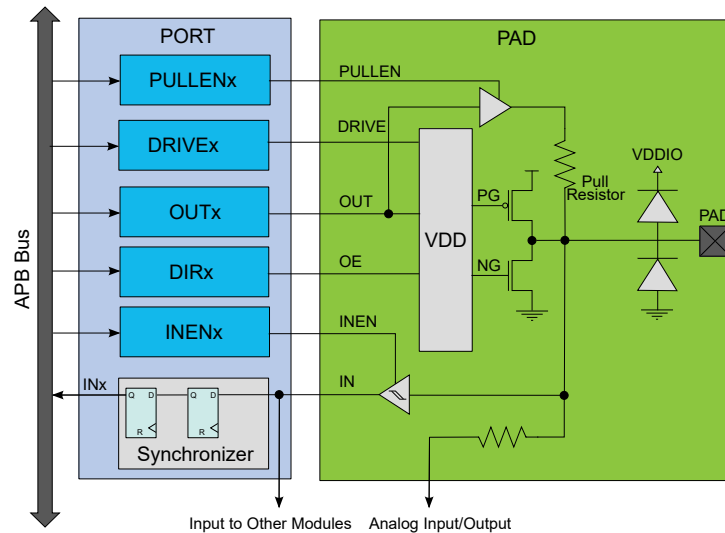 PORT
PAD
PULLENx
PULLEN
DRIVEx
DRIVE
VDDIO
Pull
Resistor
OUTx
OUT
PG
PAD
VDD
APB Bus
DIRx
OE
NG
INENx
INEN
INx
Q D
R
Q D
R
IN
Synchronizer
Input to Other Modules
Analog Input/Output